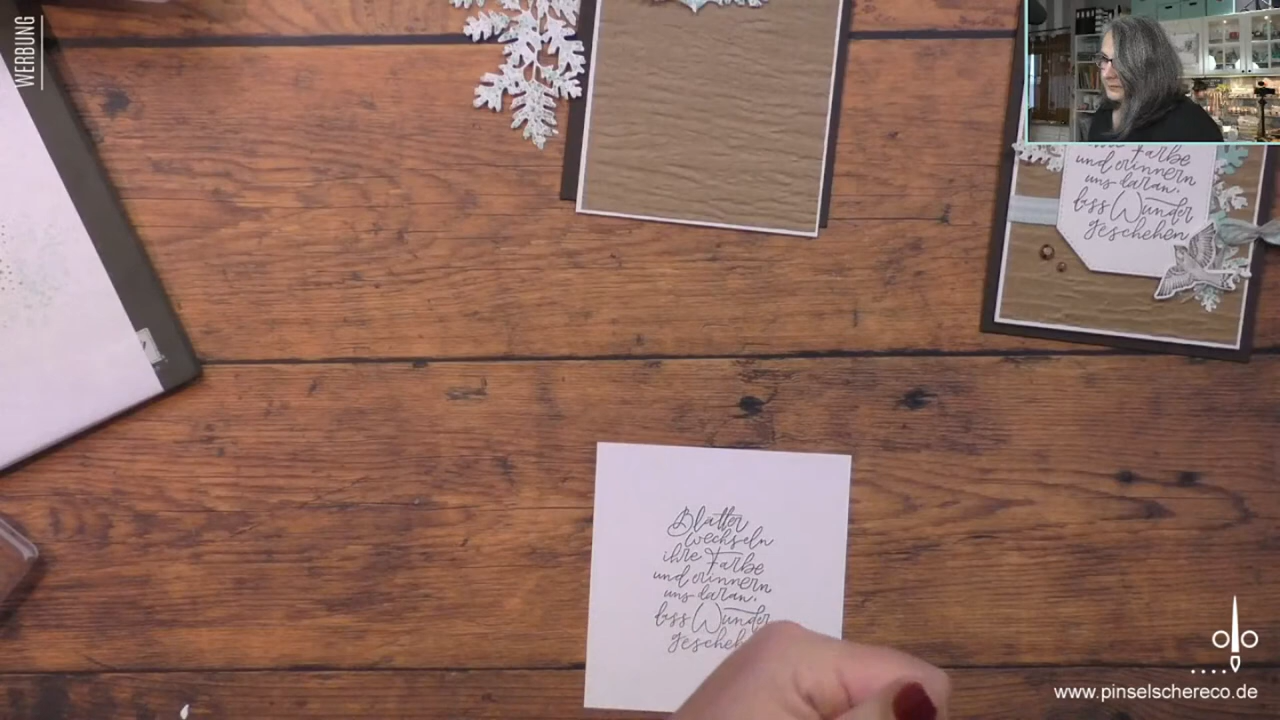 WERBUNG
Farbe
und erinnern
uns daran,
dass Wunder
geschehen
Blätter
wechseln
ihre Farbe
und erinnern
uns daran,
dass Wunder
www.pinselschereco.de